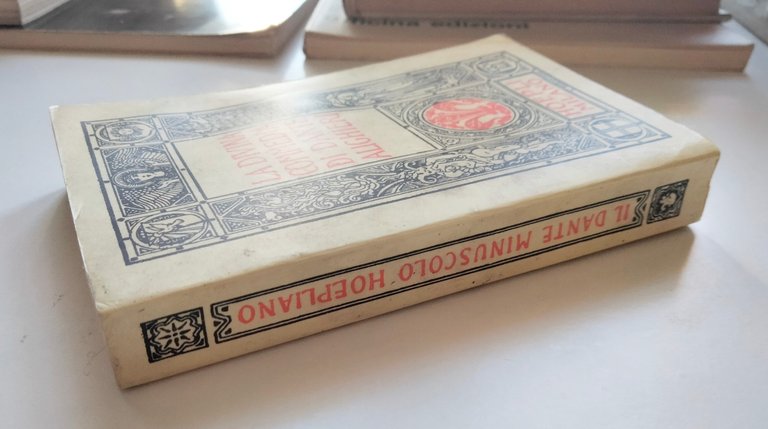 LA DIVINA
COMMEDIA
DI DANTE
ALIGHIERI
IL DANTE MINUSCOLO HOEPLIANO